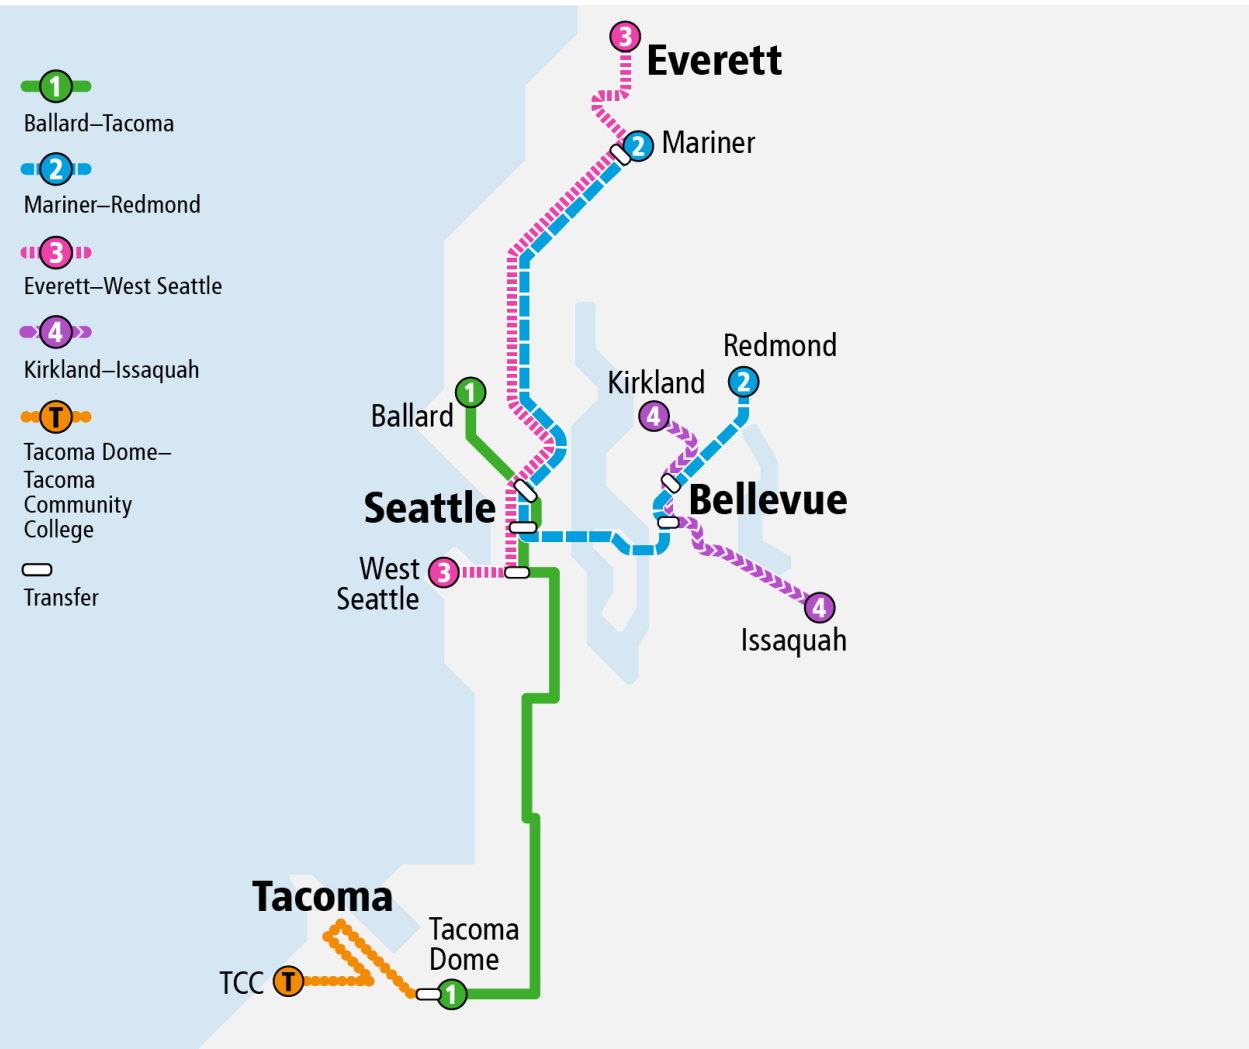 1
Ballard–Tacoma
2
Mariner–Redmond
3
Everett–West Seattle
4
Kirkland–Issaquah
T
Tacoma Dome–
Tacoma
Community
College
Transfer
3
Everett
2
Mariner
Redmond
2
Kirkland
4
1
Ballard
Seattle
Bellevue
West
Seattle
3
4
Issaquah
Tacoma
Tacoma
Dome
TCC
T
1